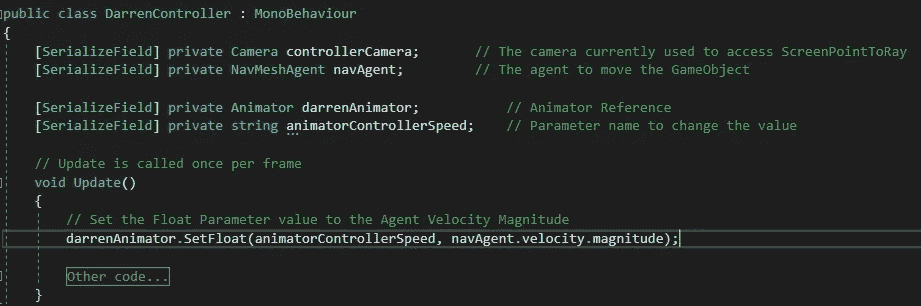 public class DarrenController : MonoBehaviour
{
[SerializeField] private Camera controllerCamera; // The camera currently used to access ScreenPointToRay
[SerializeField] private NavMeshAgent navAgent; // The agent to move the GameObject
[SerializeField] private Animator darrenAnimator; // Animator Reference
[SerializeField] private string animatorControllerSpeed; // Parameter name to change the value
// Update is called once per frame
void Update()
{
// Set the Float Parameter value to the Agent Velocity Magnitude
darrenAnimator.SetFloat(animatorControllerSpeed, navAgent.velocity.magnitude);
Other code...
}